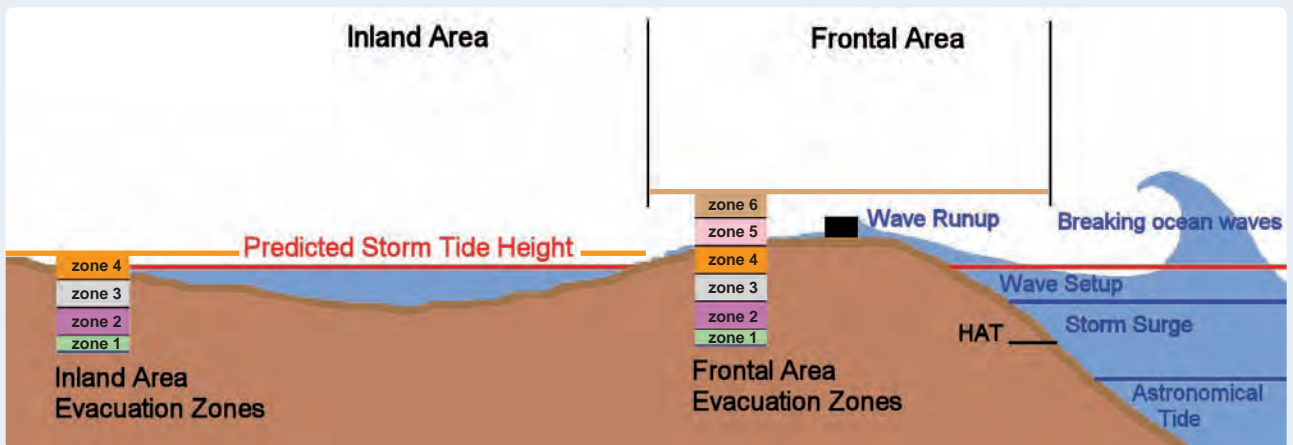 Inland Area
Frontal Area
zone 6
zone 5
Wave Runup
Breaking ocean waves
Predicted Storm Tide Height
zone 4
zone 3
zone 2
zone 1
zone 4
zone 3
zone 2
zone 1
Wave Setup
Storm Surge
HAT
Astronomical
Tide
Inland Area
Evacuation Zones
Frontal Area
Evacuation Zones